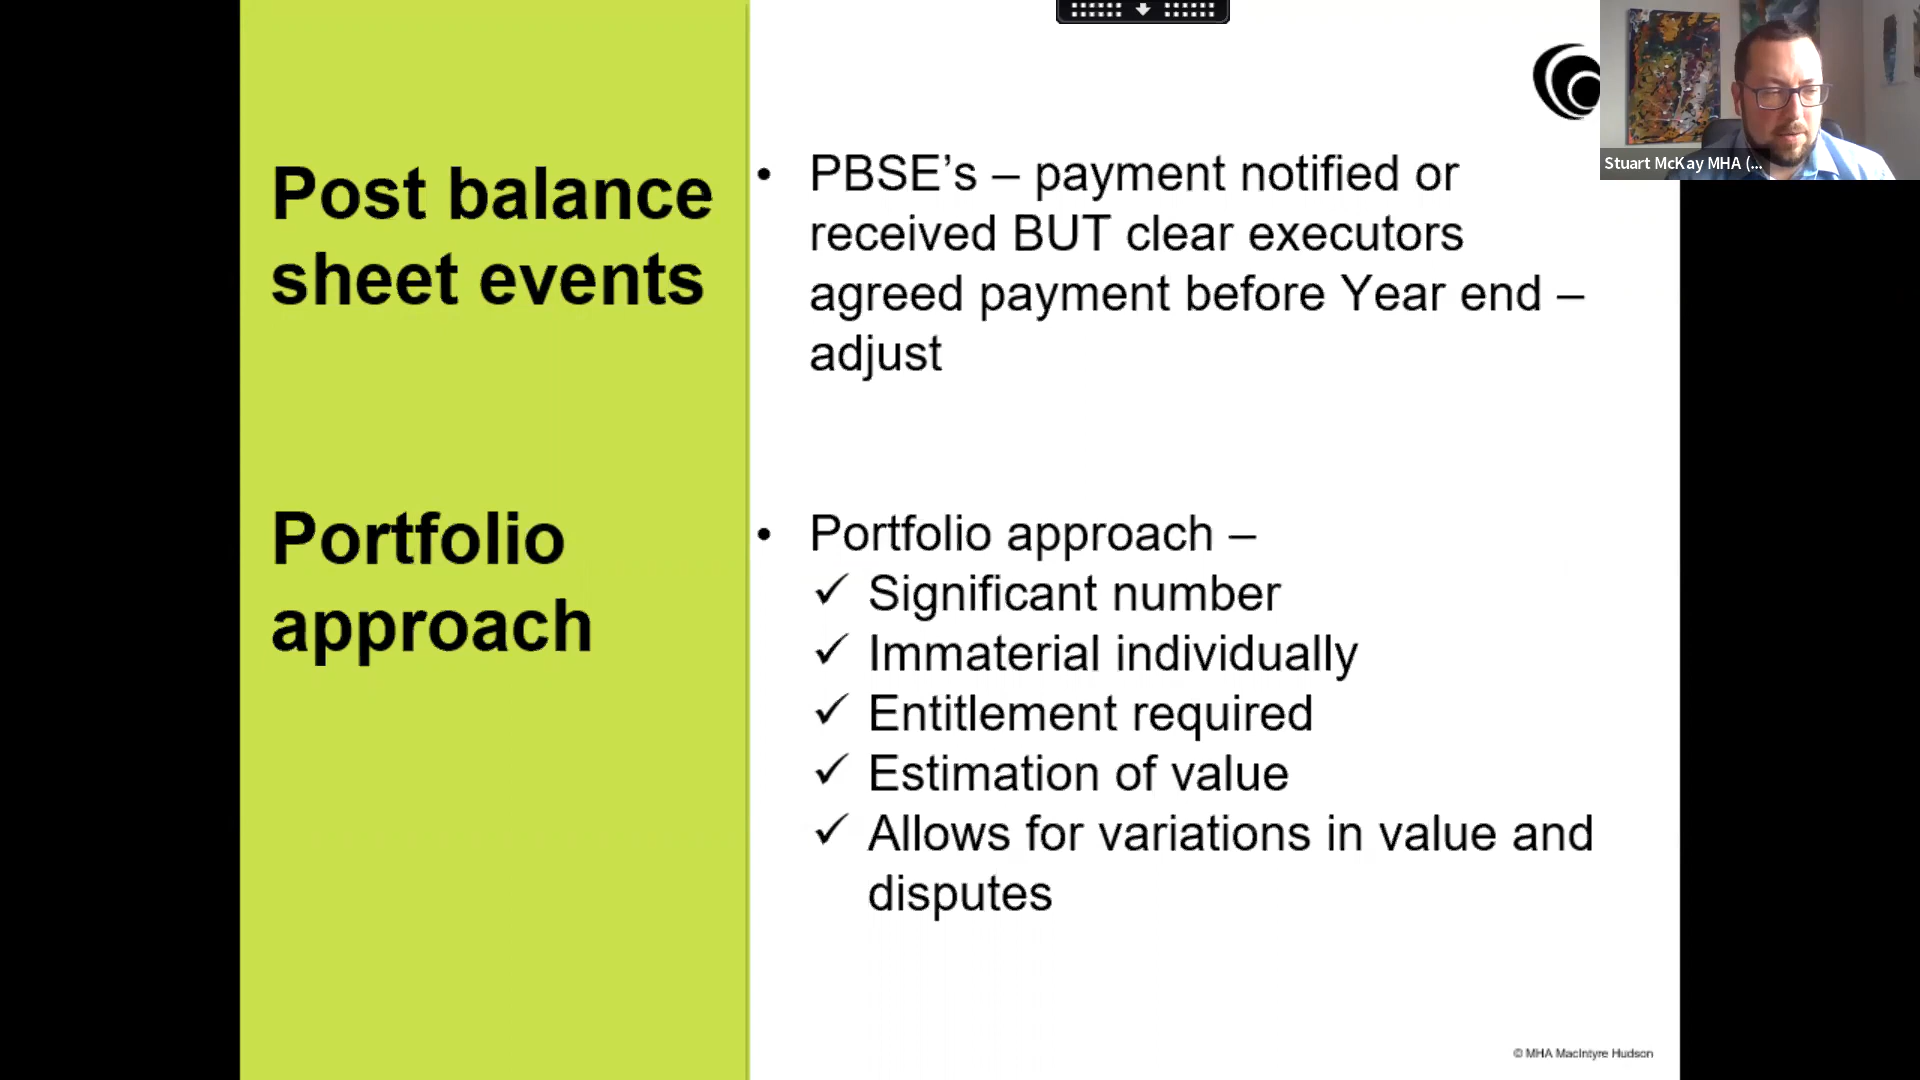 Post balance
sheet events
• PBSE’s – payment notified or
received BUT clear executors
agreed payment before Year end –
adjust
Portfolio
approach
• Portfolio approach –
✓ Significant number
✓ Immaterial individually
✓ Entitlement required
✓ Estimation of value
✓ Allows for variations in value and
disputes
Stuart McKay MHA (...
© MHA MacIntyre Hudson